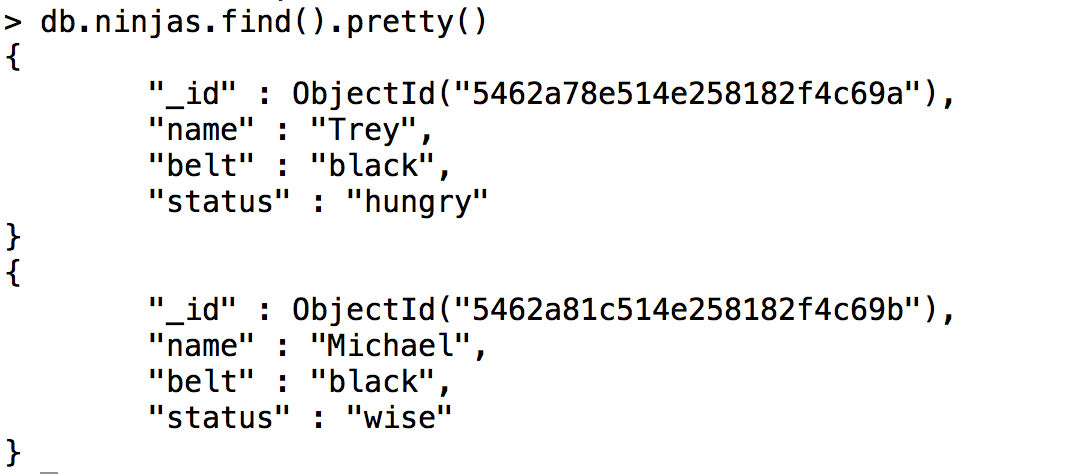 > db.ninjas.find().pretty()
{
"_id" : ObjectId("5462a78e514e258182f4c69a"),
"name" : "Trey",
"belt" : "black",
"status" : "hungry"
}
{
"_id" : ObjectId("5462a81c514e258182f4c69b"),
"name" : "Michael",
"belt" : "black",
"status" : "wise"
}